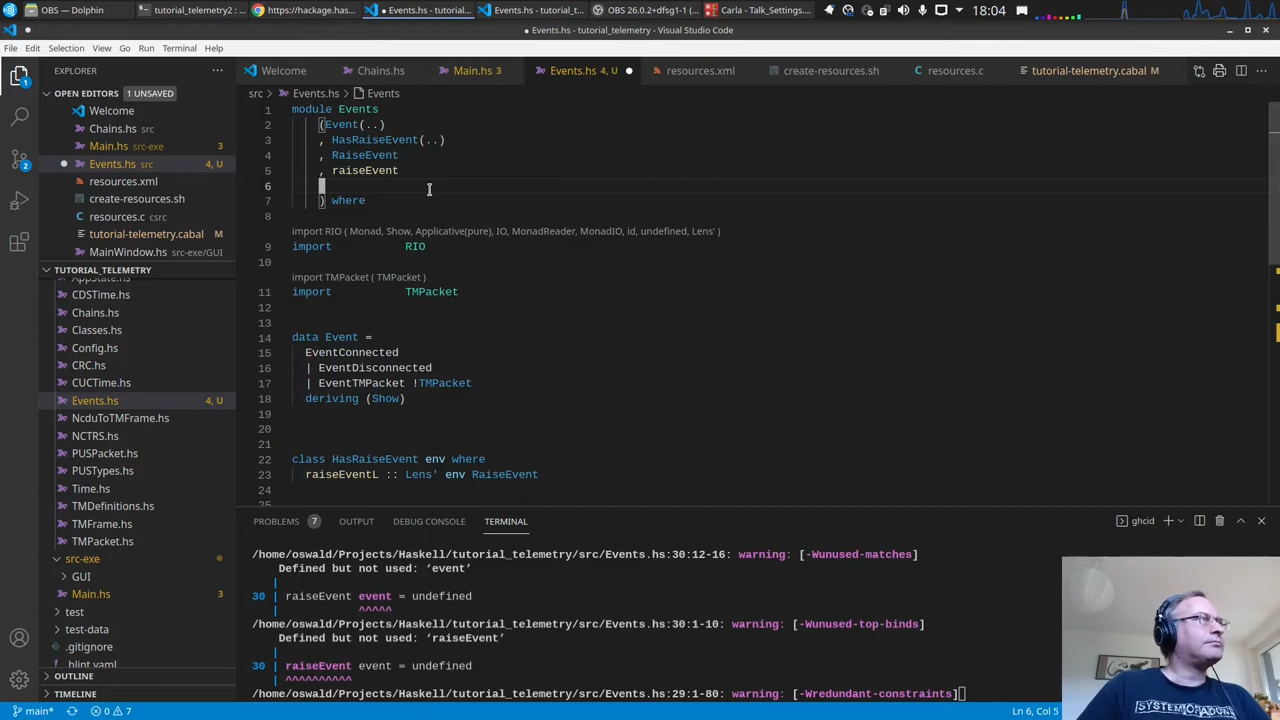 OBS — Dolphin
tutorial_telemetry2 : ...
https://hackage.has...
● Events.hs - tutorial...
Events.hs - tutorial_t...
OBS 26.0.2+dfsg1-1 (...
Carla - Talk_Settings....
18:04
● Events.hs - tutorial_telemetry - Visual Studio Code
File Edit Selection View Go Run Terminal Help
EXPLORER
Welcome
Chains.hs
Main.hs 3
Events.hs 4, U
resources.xml
create-resources.sh
resources.c
tutorial-telemetry.cabal M
OPEN EDITORS 1 UNSAVED
Welcome
Chains.hs src
Main.hs src-exe 3
Events.hs src 4, U
resources.xml
create-resources.sh
resources.c csrc
tutorial-telemetry.cabal M
MainWindow.hs src-exe/GUI
TUTORIAL_TELEMETRY
AppState.hs
CDSTime.hs
Chains.hs
Classes.hs
Config.hs
CRC.hs
CUCTime.hs
Events.hs 4, U
NcduToTMFrame.hs
NCTRS.hs
PUSPacket.hs
PUSTypes.hs
Time.hs
TMDefinitions.hs
TMFrame.hs
TMPacket.hs
src-exe
GUI
Main.hs 3
test
test-data
.gitignore
.hlint.yaml
OUTLINE
TIMELINE
src > Events.hs > Events
1 module Events
2 (Event(..)
3 , HasRaiseEvent(..)
4 , RaiseEvent
5 , raiseEvent
6
7 ) where
8
import RIO ( Monad, Show, Applicative(pure), IO, MonadReader, MonadIO, id, undefined, Lens' )
9 import RIO
10
import TMPacket ( TMPacket )
11 import TMPacket
12
13
14 data Event =
15 EventConnected
16 | EventDisconnected
17 | EventTMPacket !TMPacket
18 deriving (Show)
19
20
21
22 class HasRaiseEvent env where
23 raiseEventL :: Lens' env RaiseEvent
24
25
PROBLEMS 7 OUTPUT DEBUG CONSOLE TERMINAL
ghcid
/home/oswald/Projects/Haskell/tutorial_telemetry/src/Events.hs:30:12-16: warning: [-Wunused-matches]
Defined but not used: ‘event’
|
30 | raiseEvent event = undefined
| ^^^^^
/home/oswald/Projects/Haskell/tutorial_telemetry/src/Events.hs:30:1-10: warning: [-Wunused-top-binds]
Defined but not used: ‘raiseEvent’
|
30 | raiseEvent event = undefined
| ^^^^^^^^^^
/home/oswald/Projects/Haskell/tutorial_telemetry/src/Events.hs:29:1-80: warning: [-Wredundant-constraints]
main* 0 7
Ln 6, Col 5